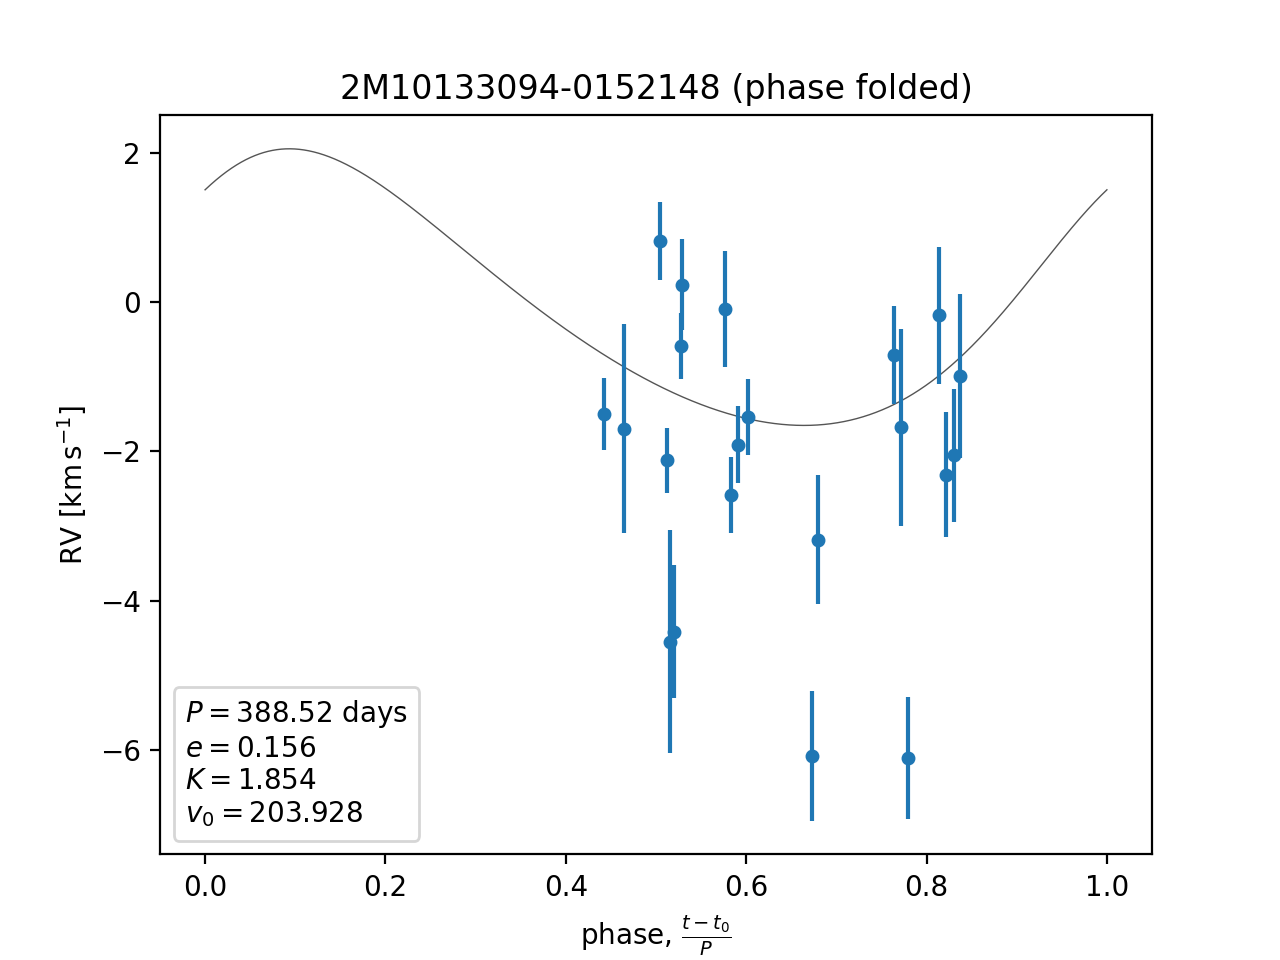 2M10133094-0152148 (phase folded)
RV [km s⁻¹]
2
0
−2
−4
−6
P = 388.52 days
e = 0.156
K = 1.854
v₀ = 203.928
0.0 0.2 0.4 0.6 0.8 1.0
phase, (t − t₀)/P